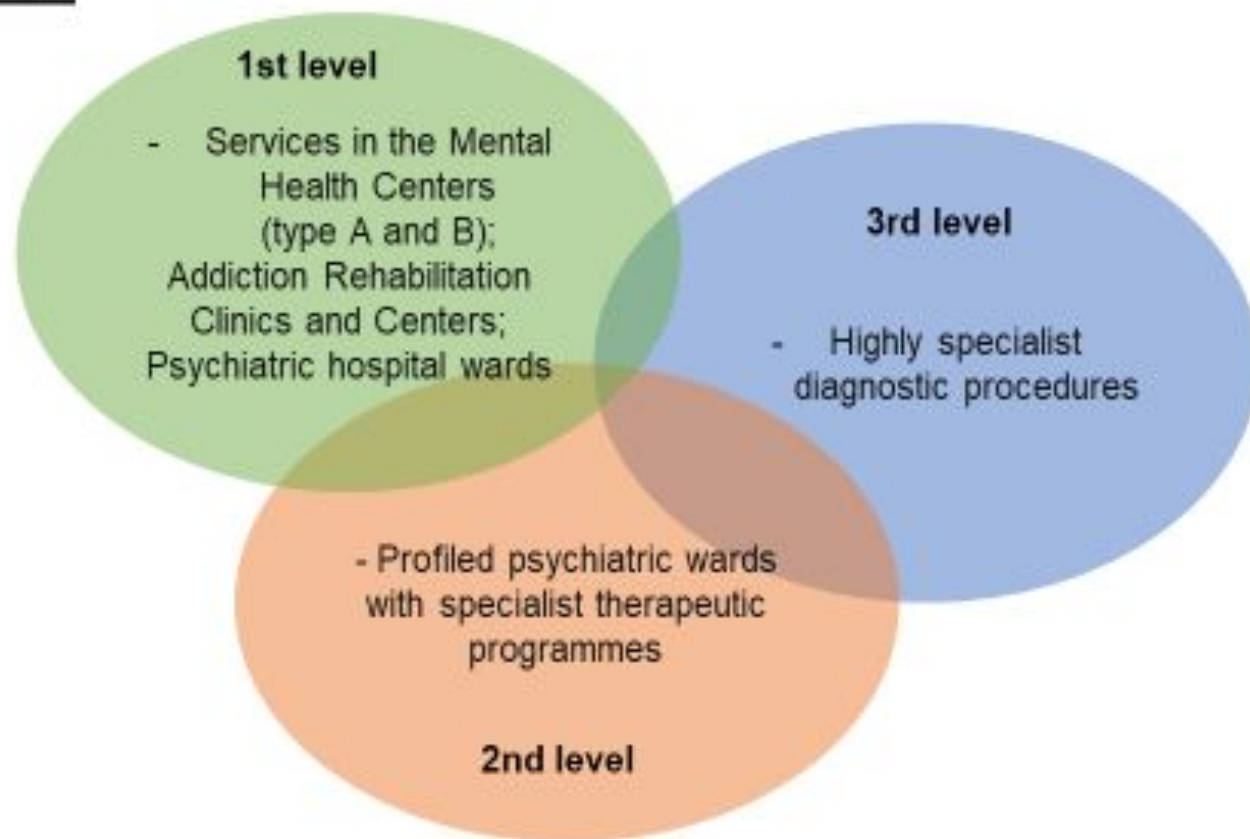 1st level
- Services in the Mental
Health Centers
(type A and B);
Addiction Rehabilitation
Clinics and Centers;
Psychiatric hospital wards
3rd level
- Highly specialist
diagnostic procedures
- Profiled psychiatric wards
with specialist therapeutic
programmes
2nd level